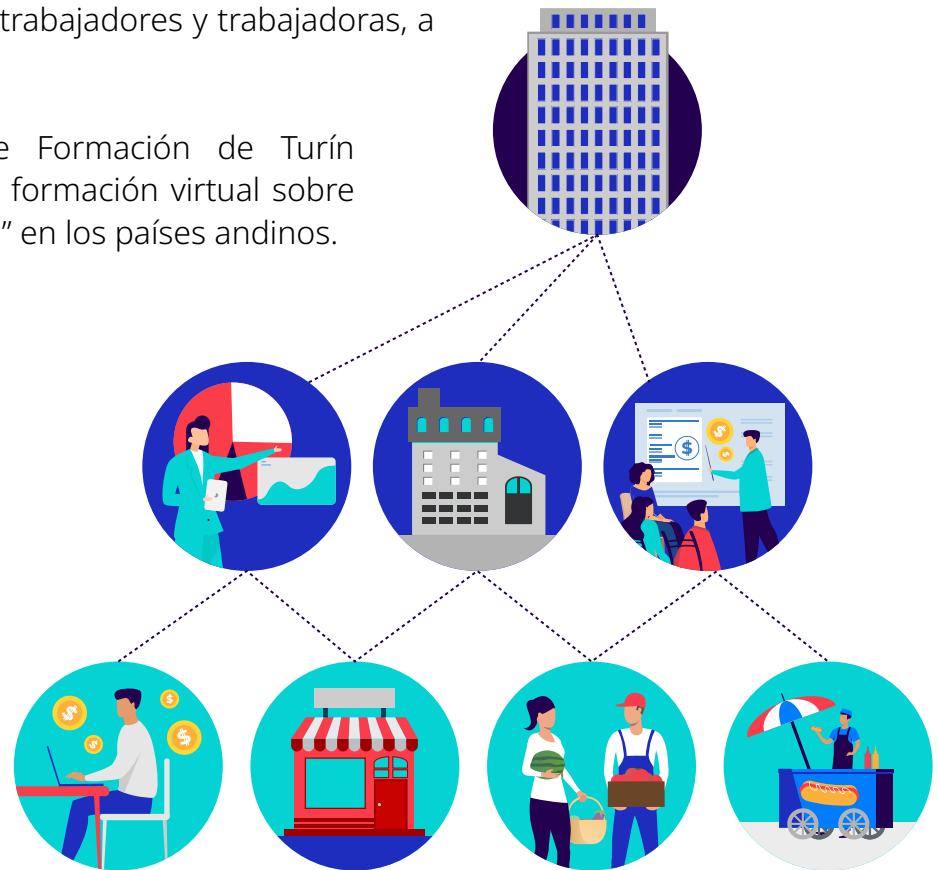 trabajadores y trabajadoras, a
e Formación de Turín
formación virtual sobre
” en los países andinos.